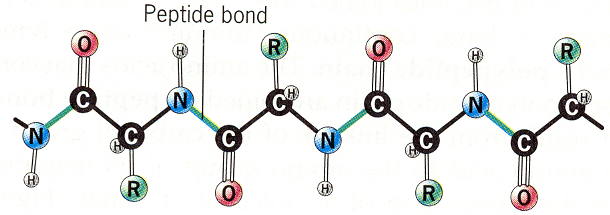 Peptide bond
O H R O H R
C N C H C N C H
N H C C N H C C
H R O H R O